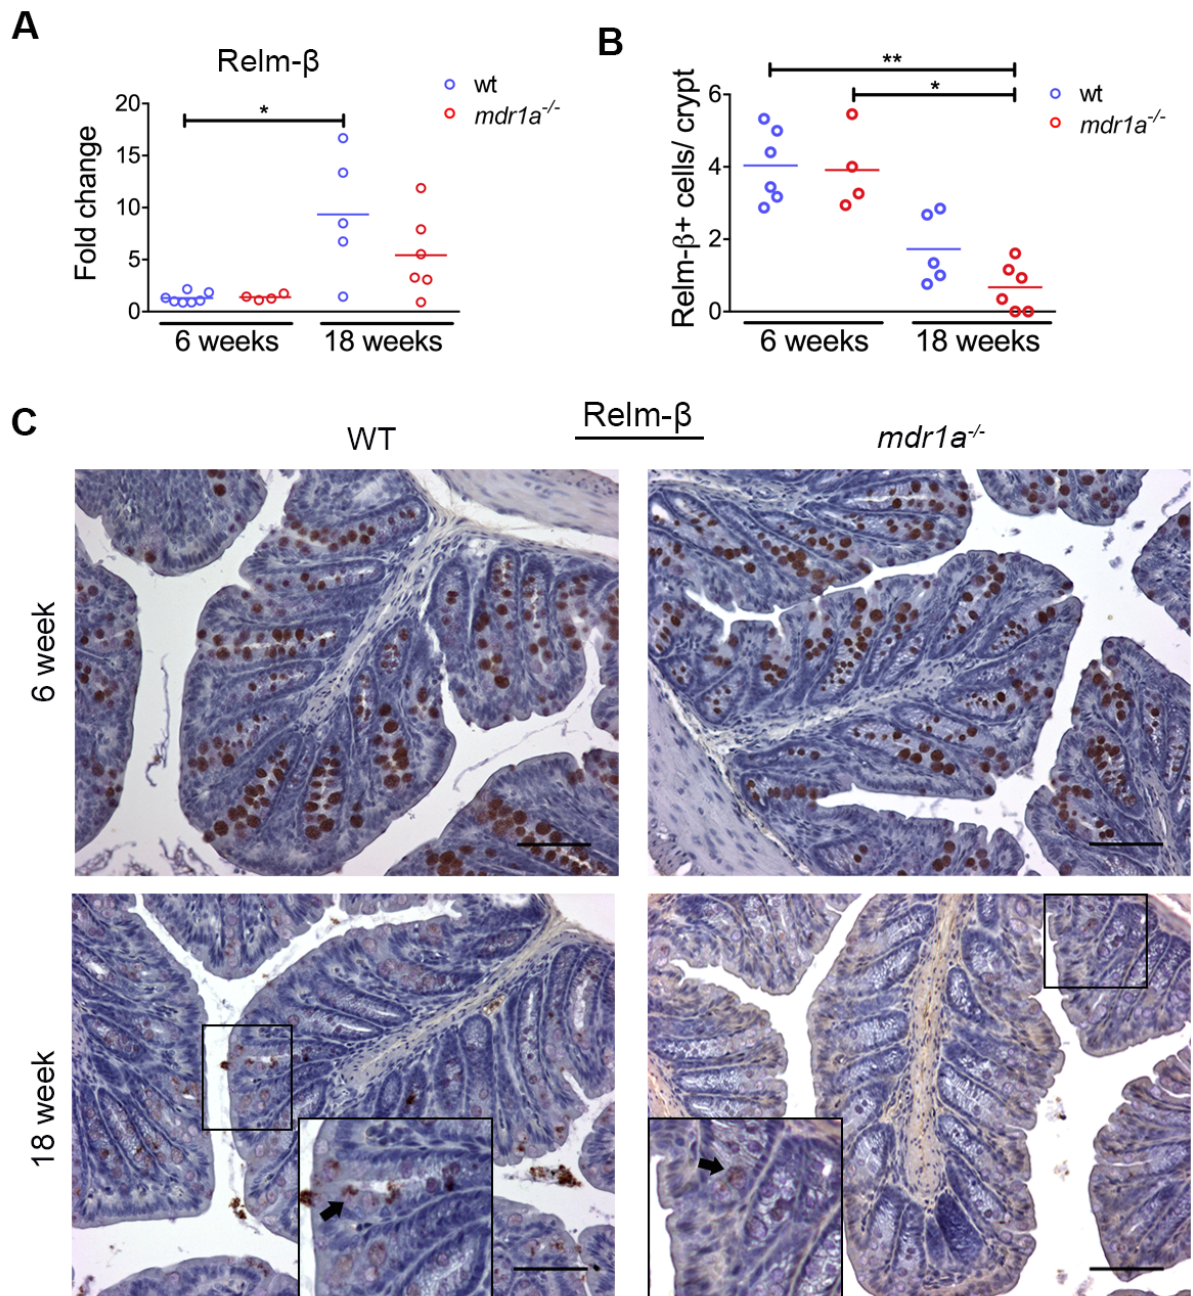 A
Relm-β
wt
mdr1a-/-
*
Fold change
20
15
10
5
0
6 weeks
18 weeks
B
**
*
wt
mdr1a-/-
Relm-β+ cells/ crypt
6
4
2
0
6 weeks
18 weeks
C
Relm-β
WT
mdr1a-/-
6 week
18 week